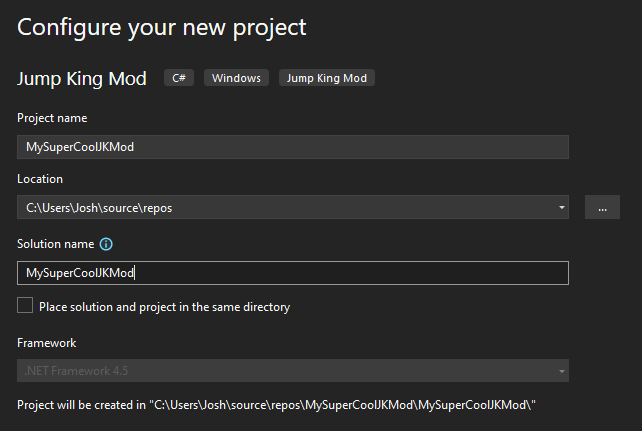 Configure your new project
Jump King Mod C# Windows Jump King Mod
Project name
MySuperCoolJKMod
Location
C:\Users\Josh\source\repos
...
Solution name
MySuperCoolJKMod
Place solution and project in the same directory
Framework
.NET Framework 4.5
Project will be created in "C:\Users\Josh\source\repos\MySuperCoolJKMod\MySuperCoolJKMod\"